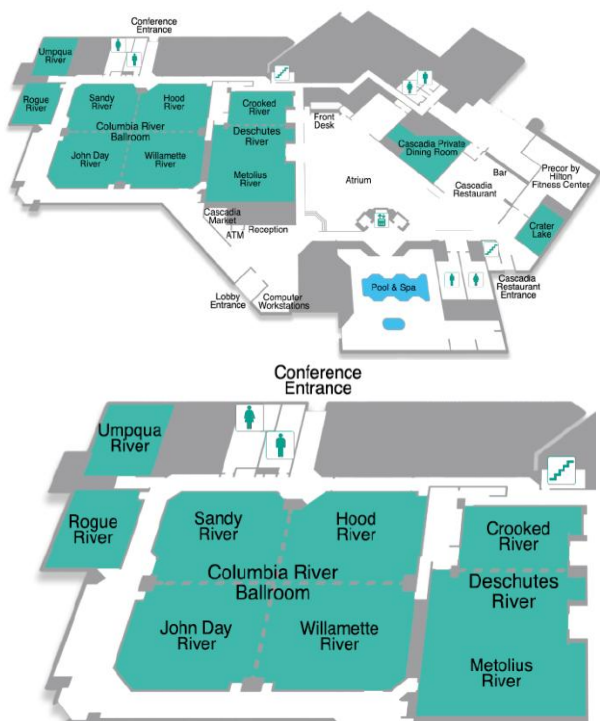 Conference
Entrance
Umpqua
River
Rogue
River
Sandy
River
Hood
River
Columbia River
Ballroom
John Day
River
Willamette
River
Crooked
River
Deschutes
River
Metolius
River
Front
Desk
Cascadia Private
Dining Room
Atrium
Bar
Cascadia
Restaurant
Precor by
Hilton
Fitness Center
Crater
Lake
Cascadia
Market
ATM
Reception
Lobby
Entrance
Computer
Workstations
Pool & Spa
Cascadia
Restaurant
Entrance
Conference
Entrance
Umpqua
River
Rogue
River
Sandy
River
Hood
River
Columbia River
Ballroom
John Day
River
Willamette
River
Crooked
River
Deschutes
River
Metolius
River